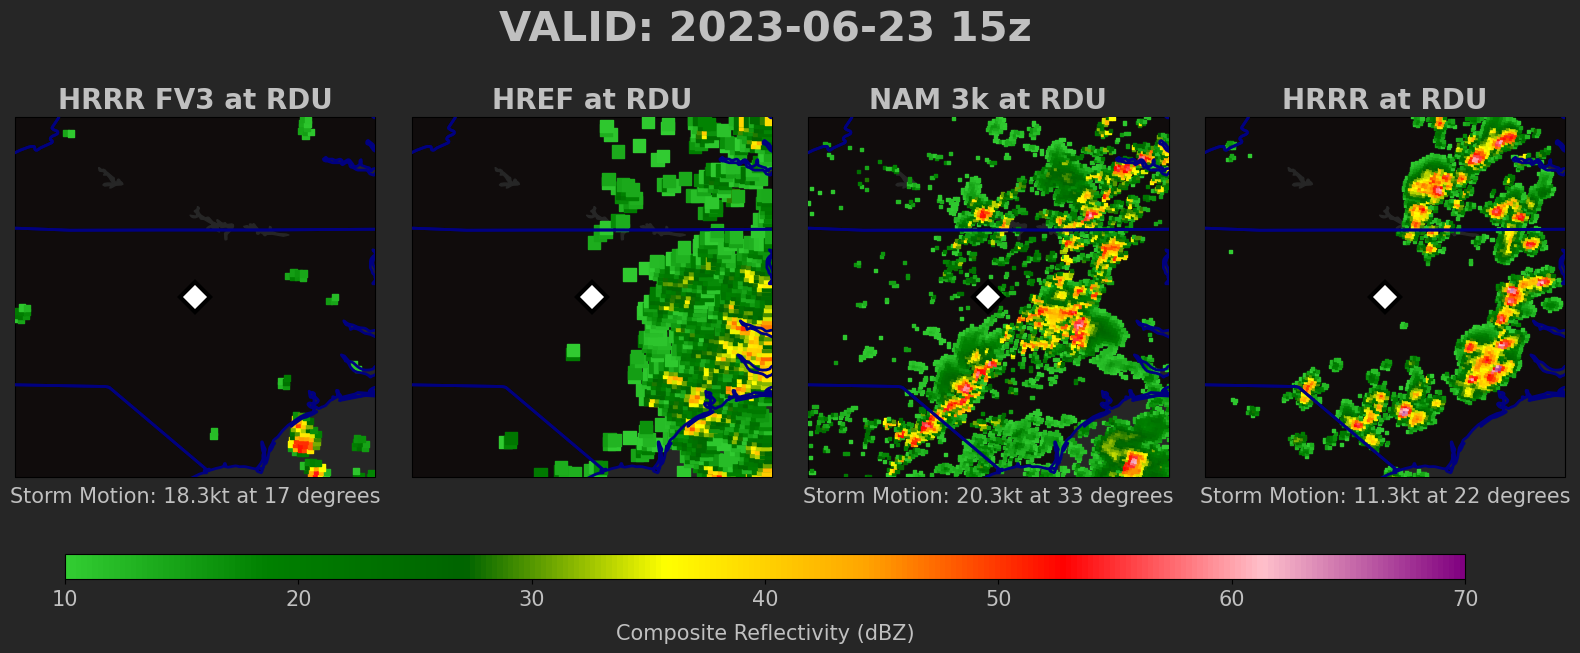 VALID: 2023-06-23 15z
HRRR FV3 at RDU
HREF at RDU
NAM 3k at RDU
HRRR at RDU
Storm Motion: 18.3kt at 17 degrees
Storm Motion: 20.3kt at 33 degrees
Storm Motion: 11.3kt at 22 degrees
10 20 30 40 50 60 70
Composite Reflectivity (dBZ)